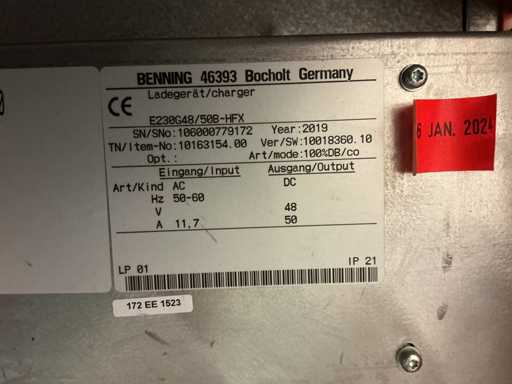 BENNING 46393 Bocholt Germany
CE
Ladegerät/charger
E230G48/50B-HFX
SN/SNo:106000779172 Year:2019
TN/Item-No:10163154.00 Ver/SW:10018360.10
Opt.: Art/mode:100%DB/co
Eingang/Input Ausgang/Output
Art/Kind AC DC
Hz 50-60
V 48
A 11,7 50
LP 01 IP 21
172 EE 1523
6 JAN. 2024
0